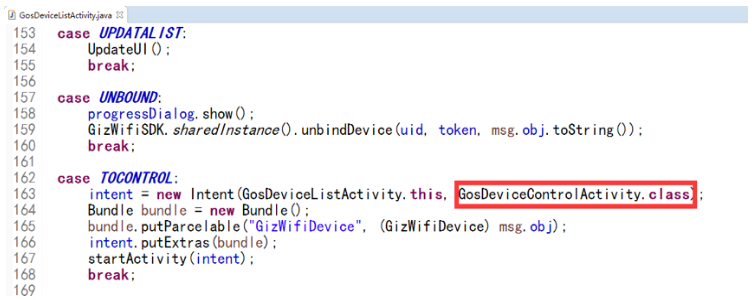 GosDeviceListActivity.java
153 case UPDATALIST:
154 UpdateUI();
155 break;
156
157 case UNBOUND:
158 progressDialog.show();
159 GizWifiSDK.sharedInstance().unbindDevice(uid, token, msg.obj.toString());
160 break;
161
162 case TOCONTROL:
163 intent = new Intent(GosDeviceListActivity.this, GosDeviceControlActivity.class);
164 Bundle bundle = new Bundle();
165 bundle.putParcelable("GizWifiDevice", (GizWifiDevice) msg.obj);
166 intent.putExtras(bundle);
167 startActivity(intent);
168 break;
169